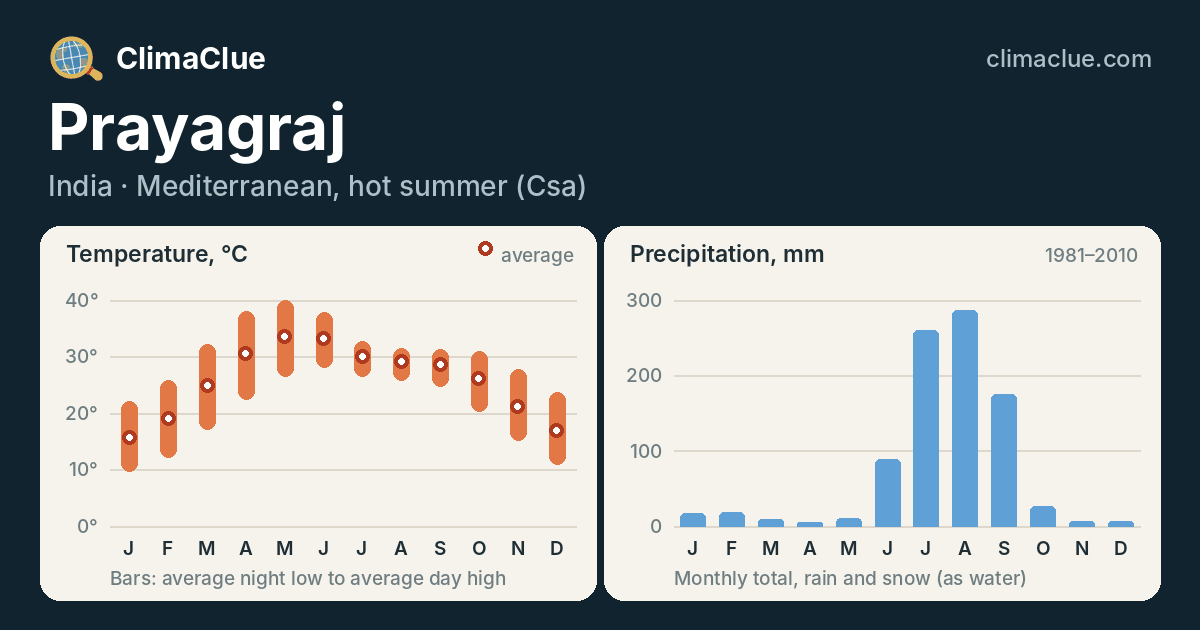 ClimaClue
climaclue.com
Prayagraj
India · Mediterranean, hot summer (Csa)
Temperature, °C
average
40°
30°
20°
10°
0°
J F M A M J J A S O N D
Bars: average night low to average day high
Precipitation, mm
1981–2010
300
200
100
0
J F M A M J J A S O N D
Monthly total, rain and snow (as water)